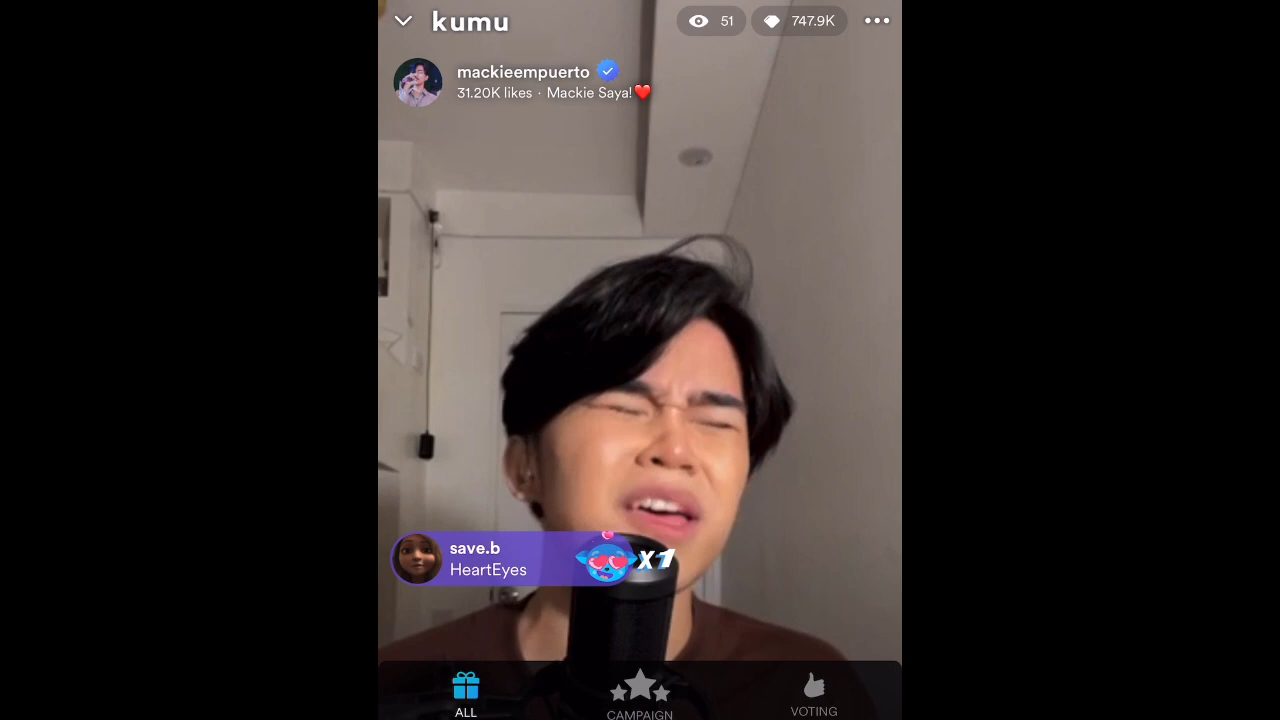 kumu
51
747.9K
mackieempuerto
31.20K likes · Mackie Saya!❤️
save.b
HeartEyes
x1
ALL
CAMPAIGN
VOTING